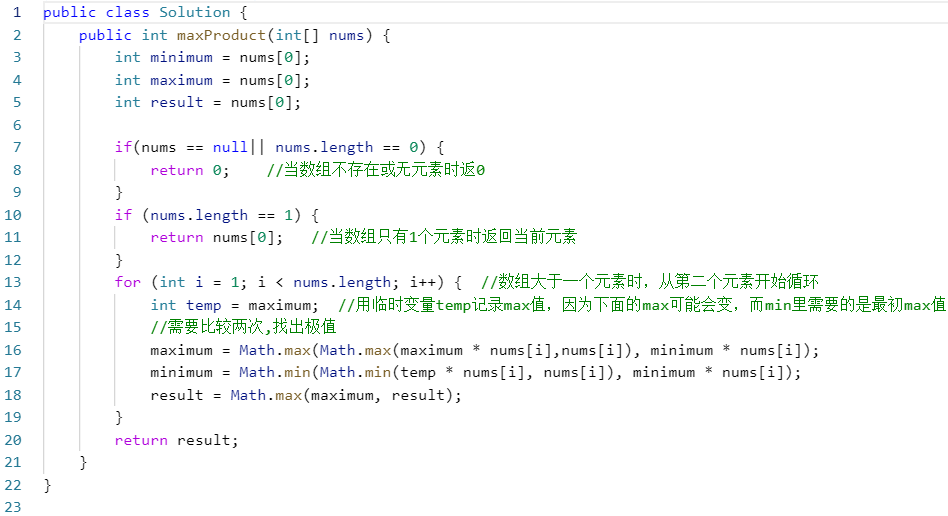 1 public class Solution {
2     public int maxProduct(int[] nums) {
3         int minimum = nums[0];
4         int maximum = nums[0];
5         int result = nums[0];
6
7         if(nums == null|| nums.length == 0) {
8             return 0;    //当数组不存在或无元素时返0
9         }
10         if (nums.length == 1) {
11             return nums[0];   //当数组只有1个元素时返回当前元素
12         }
13         for (int i = 1; i < nums.length; i++) {  //数组大于一个元素时，从第二个元素开始循环
14             int temp = maximum;  //用临时变量temp记录max值，因为下面的max可能会变，而min里需要的是最初max值
15             //需要比较两次,找出极值
16             maximum = Math.max(Math.max(maximum * nums[i],nums[i]), minimum * nums[i]);
17             minimum = Math.min(Math.min(temp * nums[i], nums[i]), minimum * nums[i]);
18             result = Math.max(maximum, result);
19         }
20         return result;
21     }
22 }
23